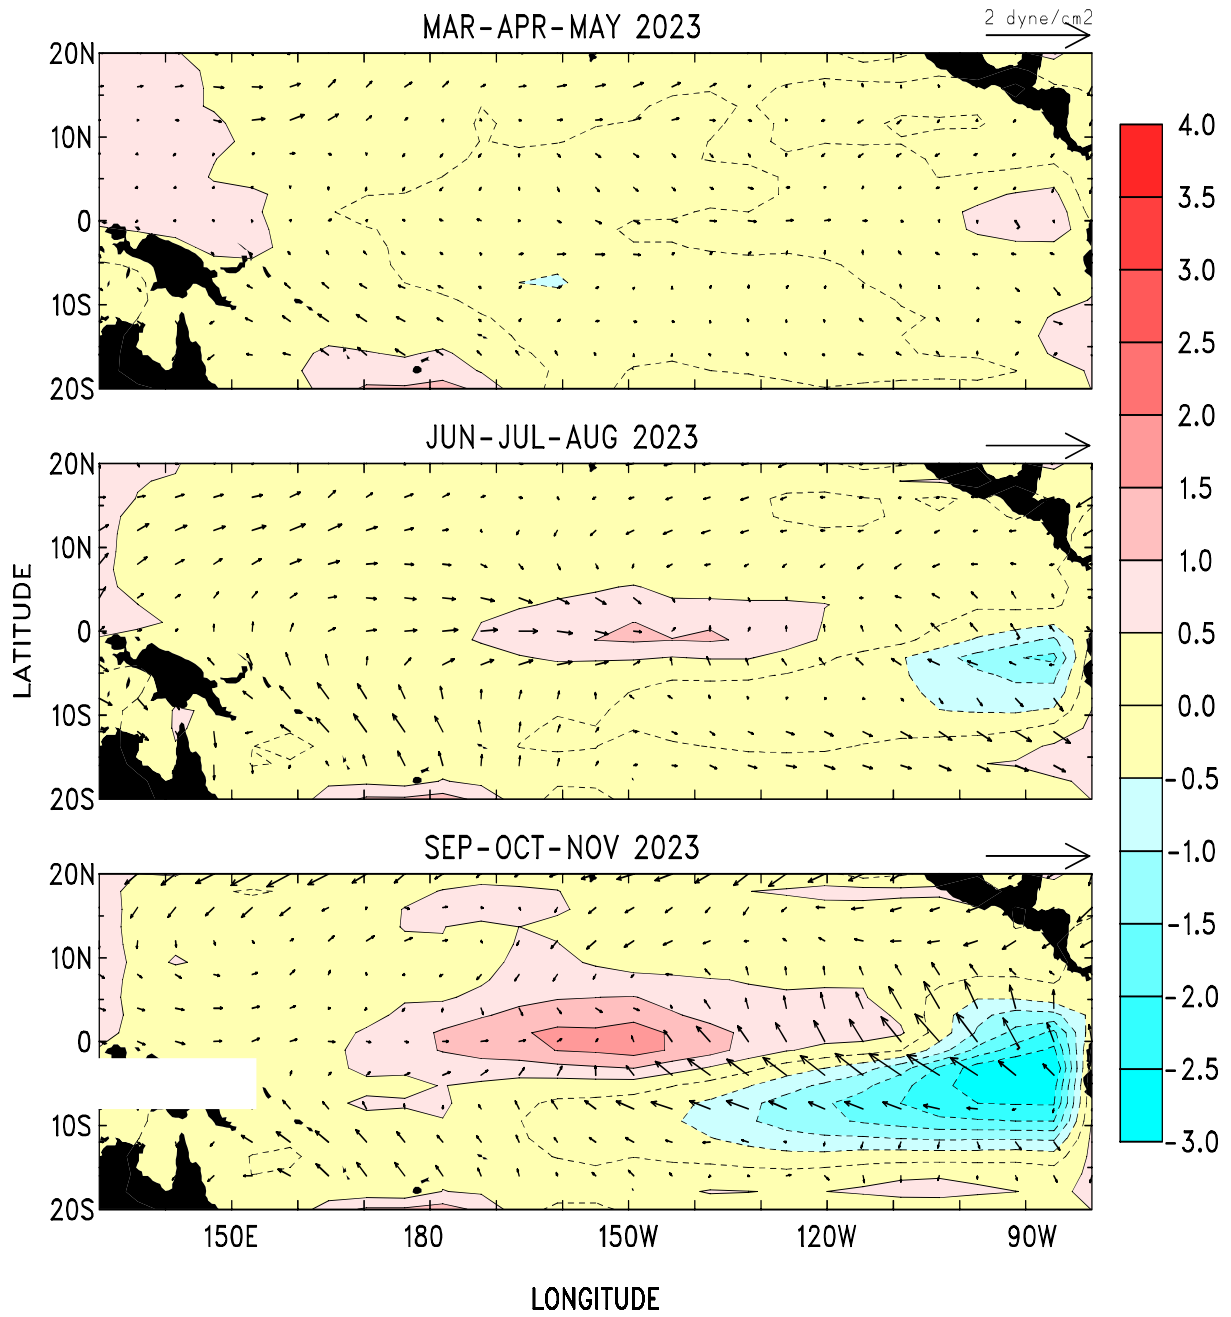 MAR-APR-MAY 2023
2 dyne/cm2
20N
10N
0
10S
20S
JUN-JUL-AUG 2023
20N
10N
0
10S
20S
LATITUDE
SEP-OCT-NOV 2023
20N
10N
0
10S
20S
150E 180 150W 120W 90W
LONGITUDE
4.0
3.5
3.0
2.5
2.0
1.5
1.0
0.5
0.0
-0.5
-1.0
-1.5
-2.0
-2.5
-3.0